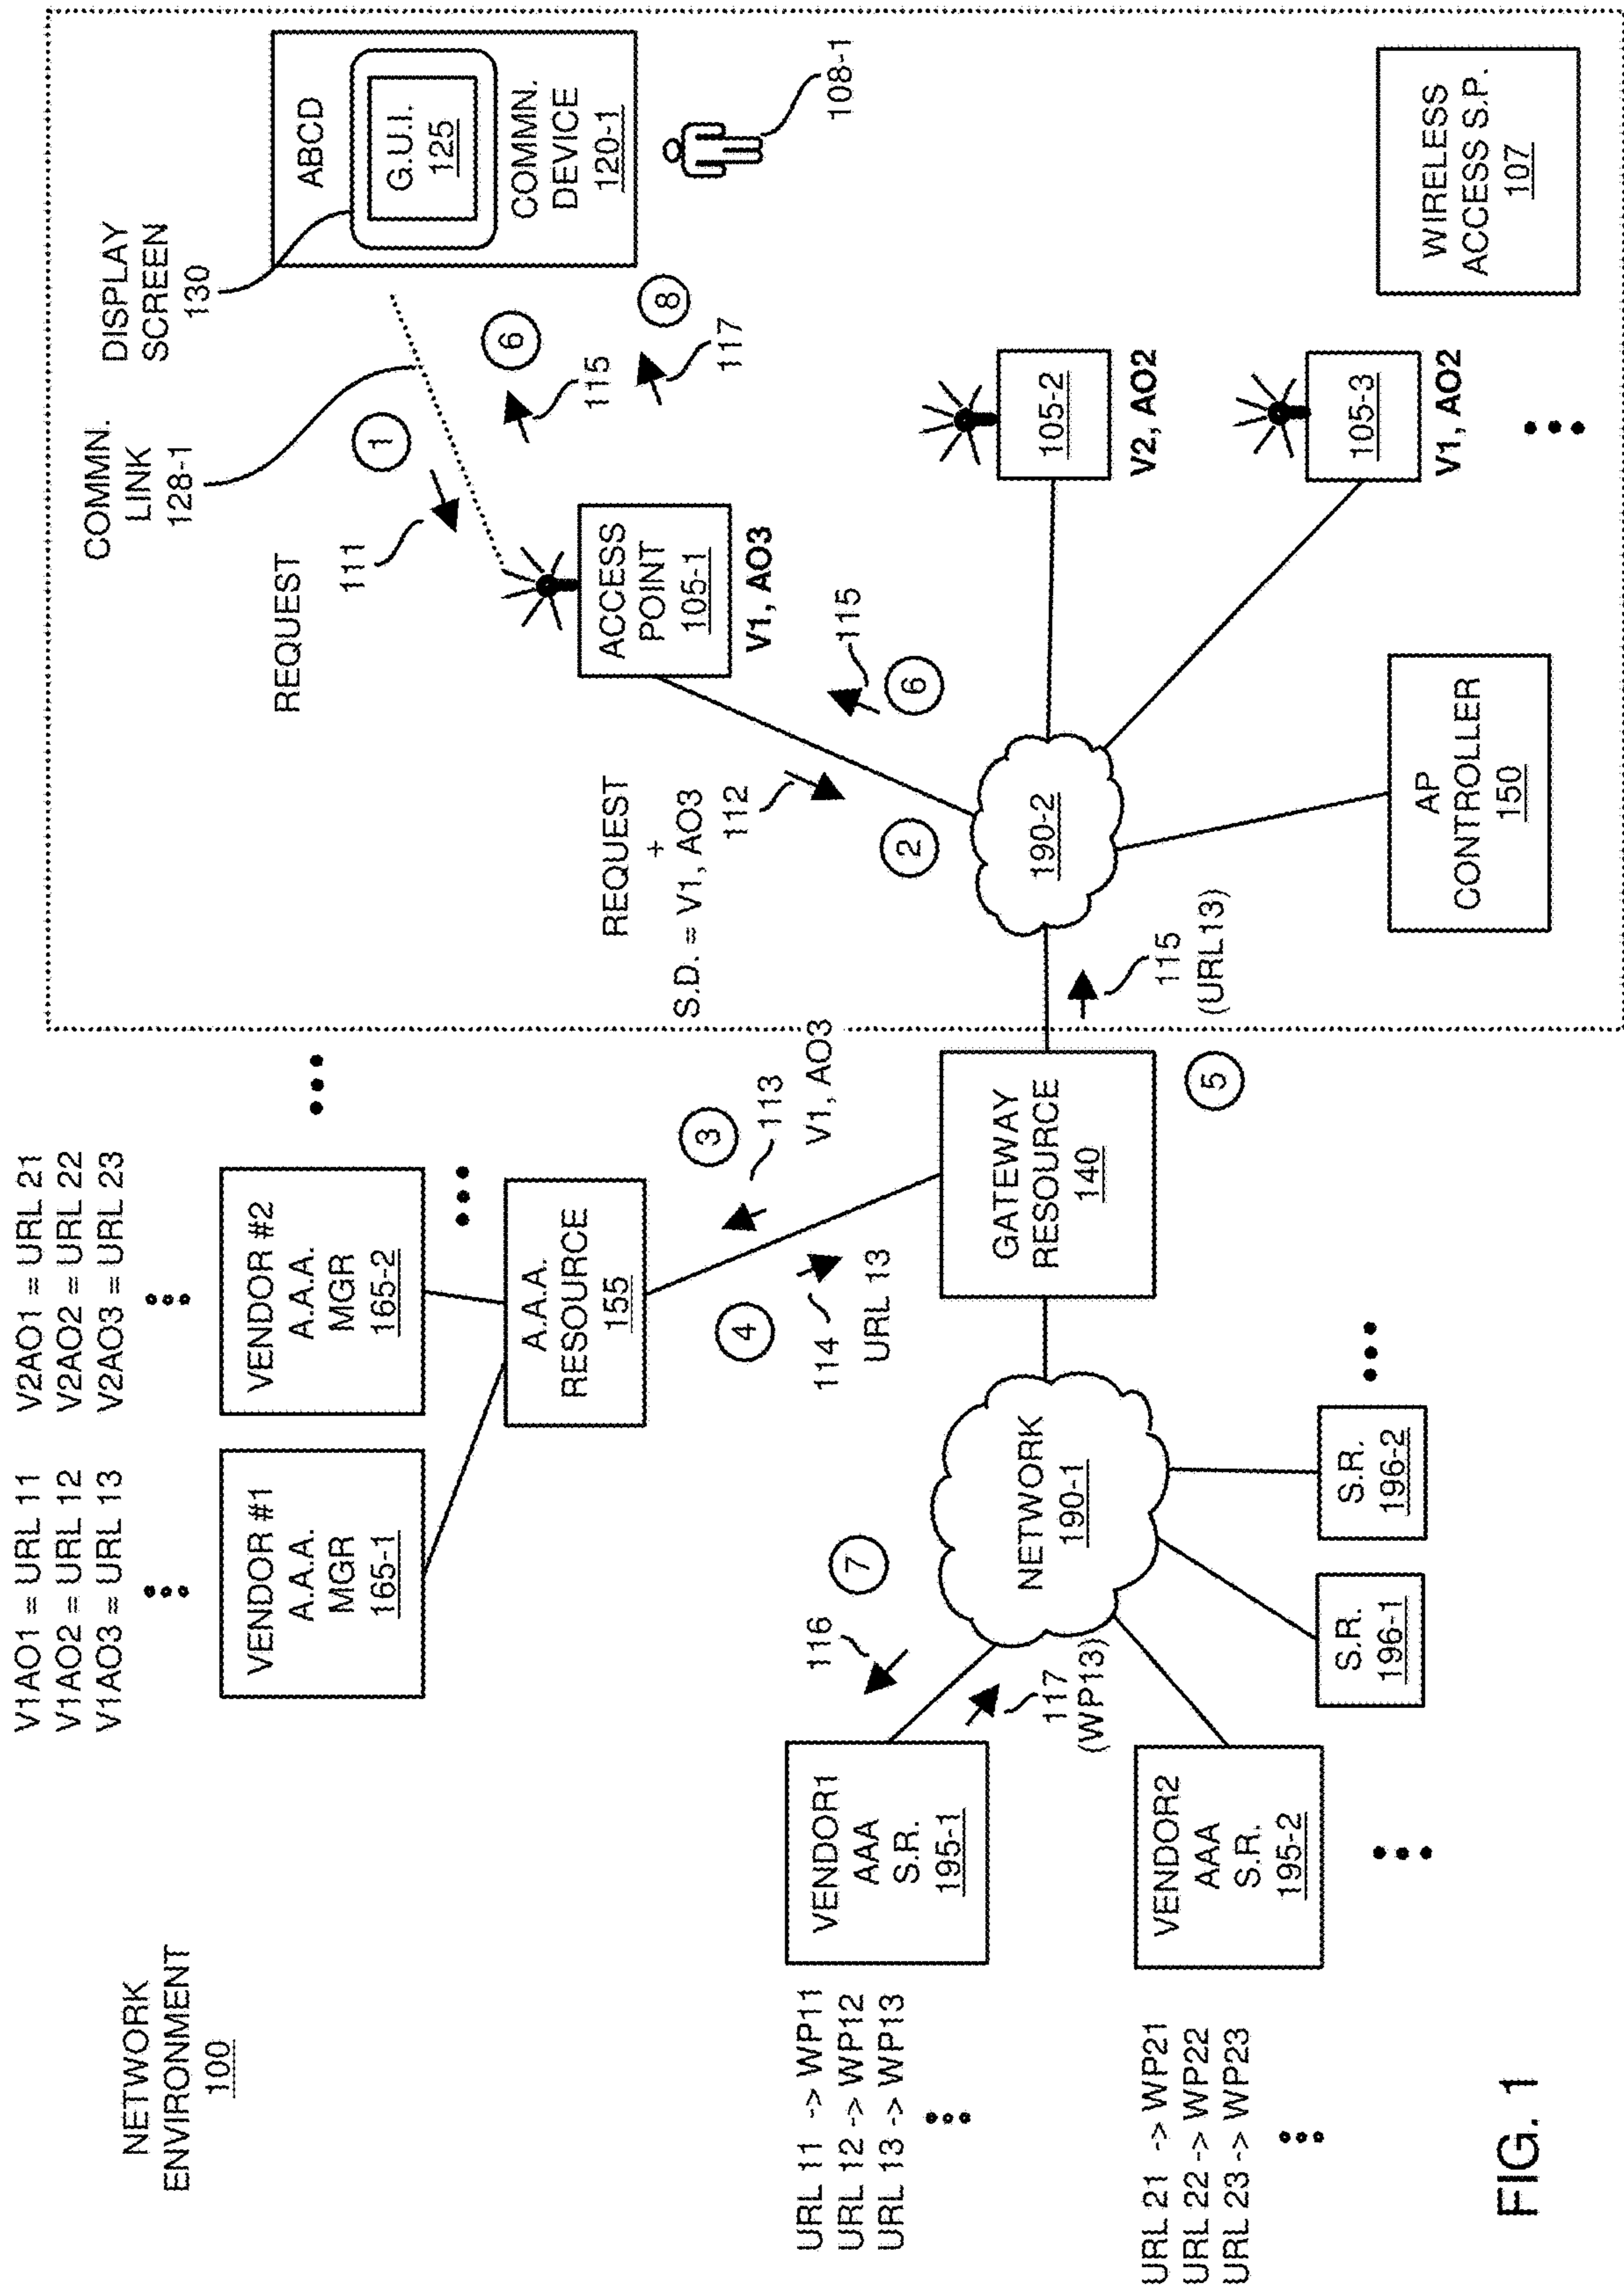 NETWORK
ENVIRONMENT
100
V1AO1 = URL 11
V1AO2 = URL 12
V1AO3 = URL 13
V2AO1 = URL 21
V2AO2 = URL 22
V2AO3 = URL 23
VENDOR #1
A.A.A.
MGR
165-1
VENDOR #2
A.A.A.
MGR
165-2
A.A.A.
RESOURCE
155
3
113
V1, AO3
4
114
URL 13
COMMN.
LINK
128-1
DISPLAY
SCREEN
130
ABCD
G.U.I.
125
COMMN.
DEVICE
120-1
108-1
REQUEST
111
1
6
115
8
117
ACCESS
POINT
105-1
V1, AO3
REQUEST
+
S.D. = V1, AO3
112
2
115
6
190-2
105-2
V2, AO2
105-3
V1, AO2
AP
CONTROLLER
150
WIRELESS
ACCESS S.P.
107
115
(URL13)
5
GATEWAY
RESOURCE
140
NETWORK
190-1
7
116
117
(WP13)
VENDOR1
AAA
S.R.
195-1
VENDOR2
AAA
S.R.
195-2
S.R.
196-1
S.R.
196-2
URL 11 -> WP11
URL 12 -> WP12
URL 13 -> WP13
URL 21 -> WP21
URL 22 -> WP22
URL 23 -> WP23
FIG. 1